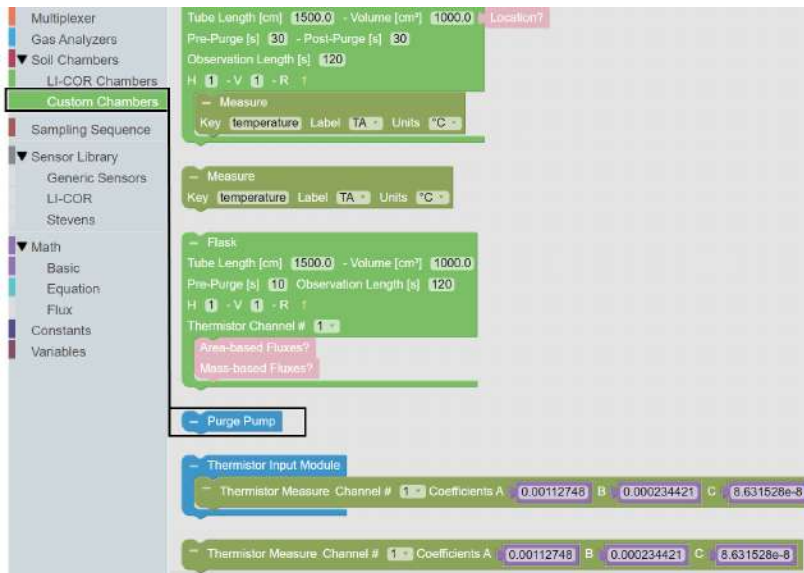 Multiplexer
Gas Analyzers
Soil Chambers
LI-COR Chambers
Custom Chambers
Sampling Sequence
Sensor Library
Generic Sensors
LI-COR
Stevens
Math
Basic
Equation
Flux
Constants
Variables
Tube Length [cm] 1500.0 - Volume [cm³] 1000.0 Location?
Pre-Purge [s] 30 - Post-Purge [s] 30
Observation Length [s] 120
H 1 - V 1 - R ↑
− Measure
Key temperature Label TA Units °C
− Measure
Key temperature Label TA Units °C
− Flask
Tube Length [cm] 1500.0 - Volume [cm³] 1000.0
Pre-Purge [s] 10 Observation Length [s] 120
H 1 - V 1 - R ↑
Thermistor Channel # 1
Area-based Fluxes?
Mass-based Fluxes?
− Purge Pump
− Thermistor Input Module
− Thermistor Measure Channel # 1 Coefficients A 0.00112748 B 0.000234421 C 8.631528e-8
− Thermistor Measure Channel # 1 Coefficients A 0.00112748 B 0.000234421 C 8.631528e-8